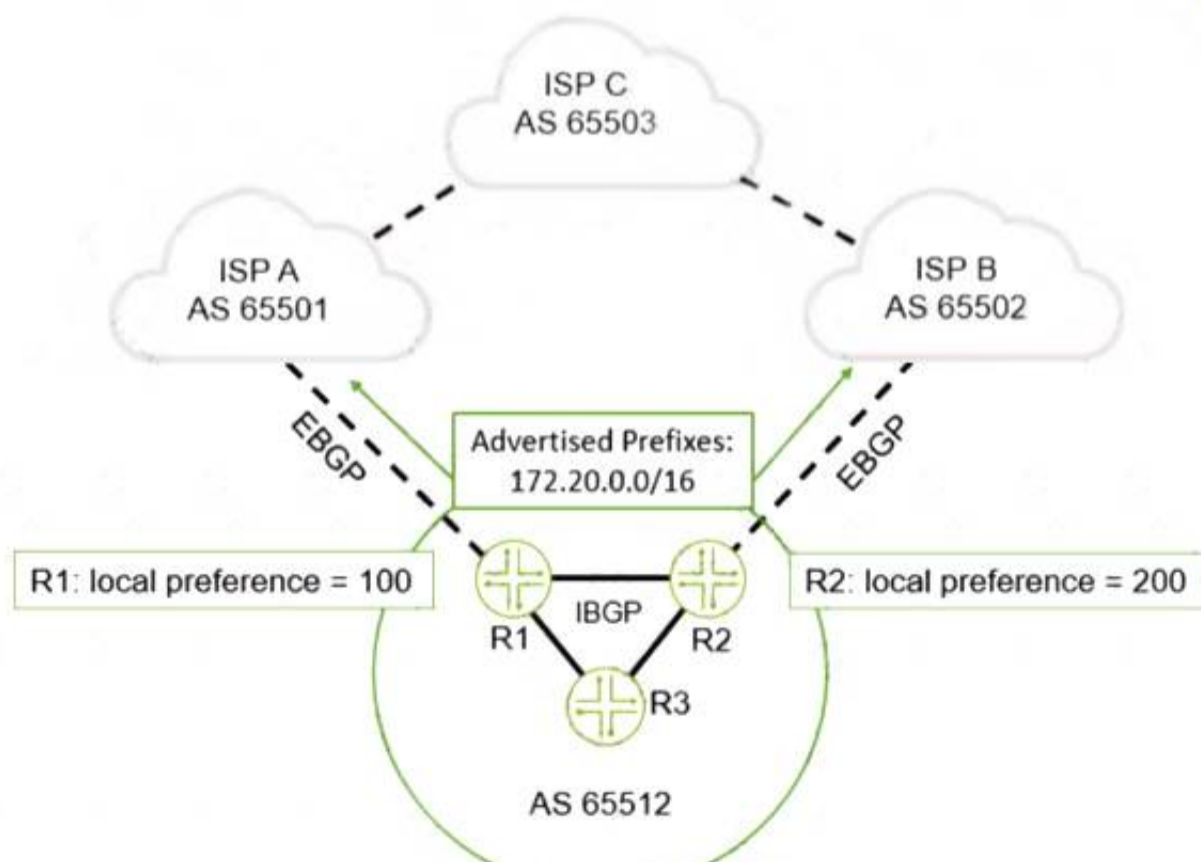 ISP C
AS 65503
ISP A
AS 65501
ISP B
AS 65502
EBGP
Advertised Prefixes:
172.20.0.0/16
EBGP
R1: local preference = 100
R2: local preference = 200
IBGP
R1
R2
R3
AS 65512